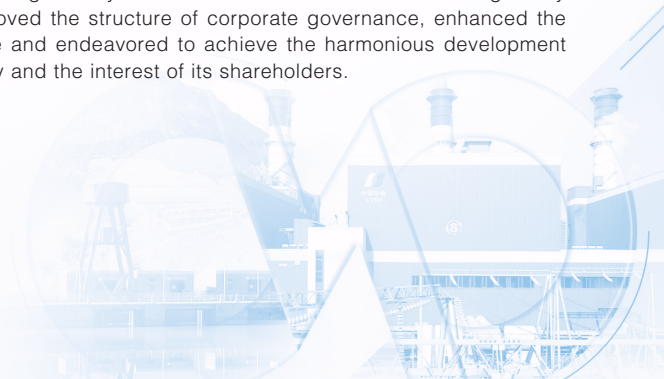 oved the structure of corporate governance, enhanced the
e and endeavored to achieve the harmonious development
y and the interest of its shareholders.
8